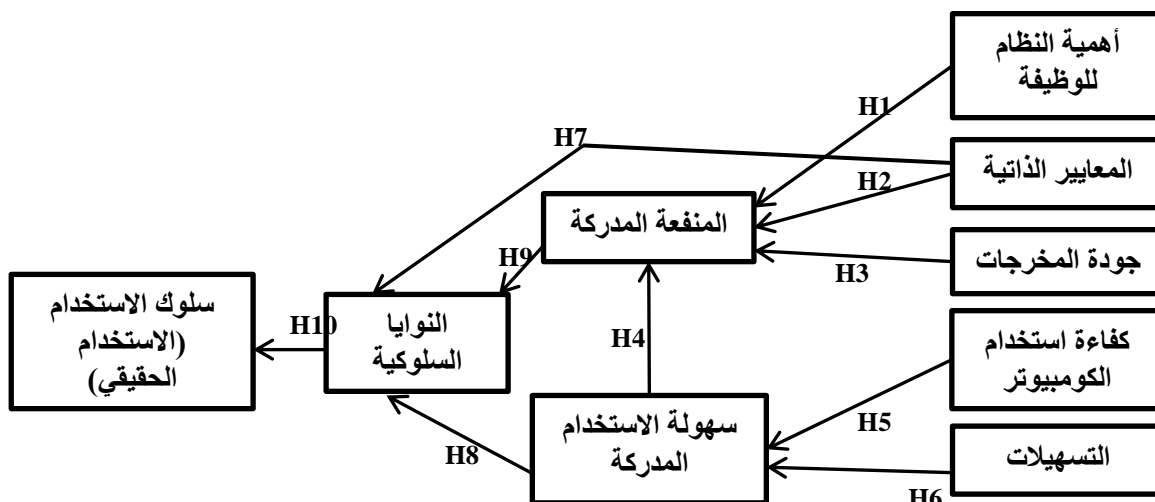 أهمية النظام
للوظيفة
H1
H7
المعايير الذاتية
H2
المنفعة المدركة
جودة المخرجات
H9
H3
سلوك الاستخدام
(الاستخدام
الحقيقي)
H10
النوايا
السلوكية
H4
كفاءة استخدام
الكومبيوتر
سهولة الاستخدام
المدركة
H5
H8
التسهيلات
H6